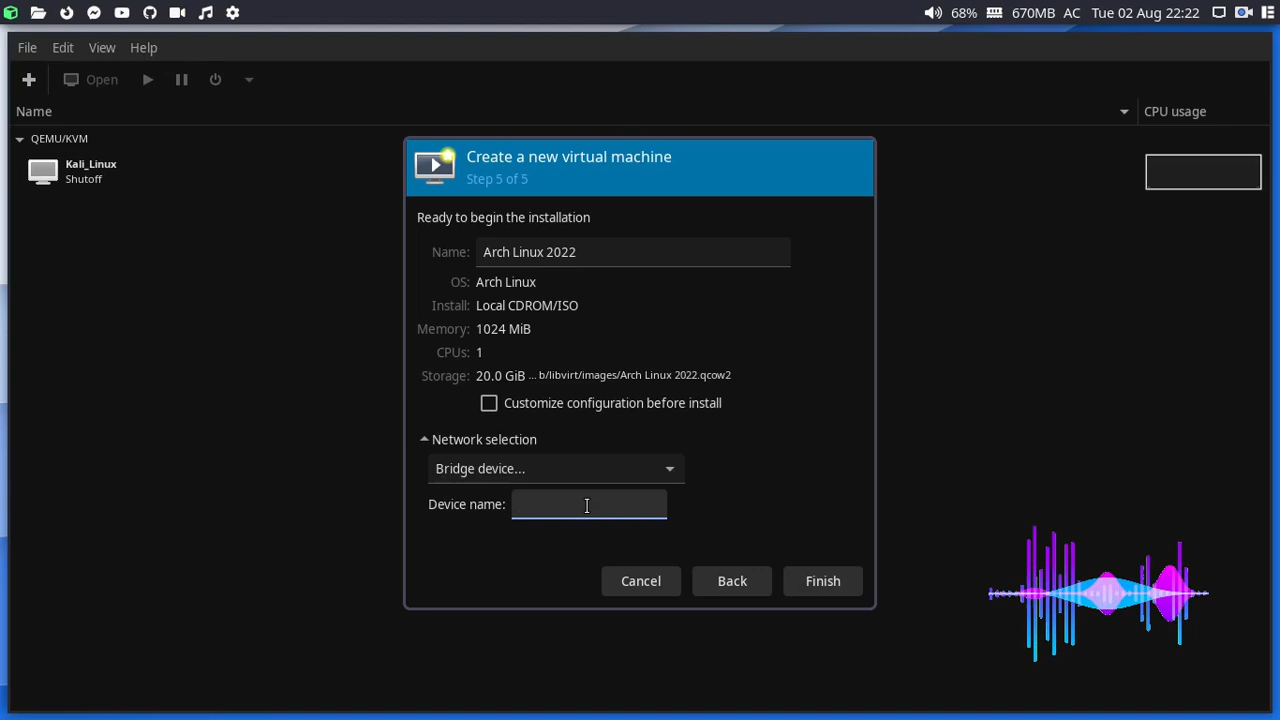 68% 670MB AC Tue 02 Aug 22:22
File Edit View Help
Open
Name CPU usage
QEMU/KVM
Kali_Linux
Shutoff
Create a new virtual machine
Step 5 of 5
Ready to begin the installation
Name: Arch Linux 2022
OS: Arch Linux
Install: Local CDROM/ISO
Memory: 1024 MiB
CPUs: 1
Storage: 20.0 GiB ... b/libvirt/images/Arch Linux 2022.qcow2
Customize configuration before install
Network selection
Bridge device...
Device name:
Cancel Back Finish